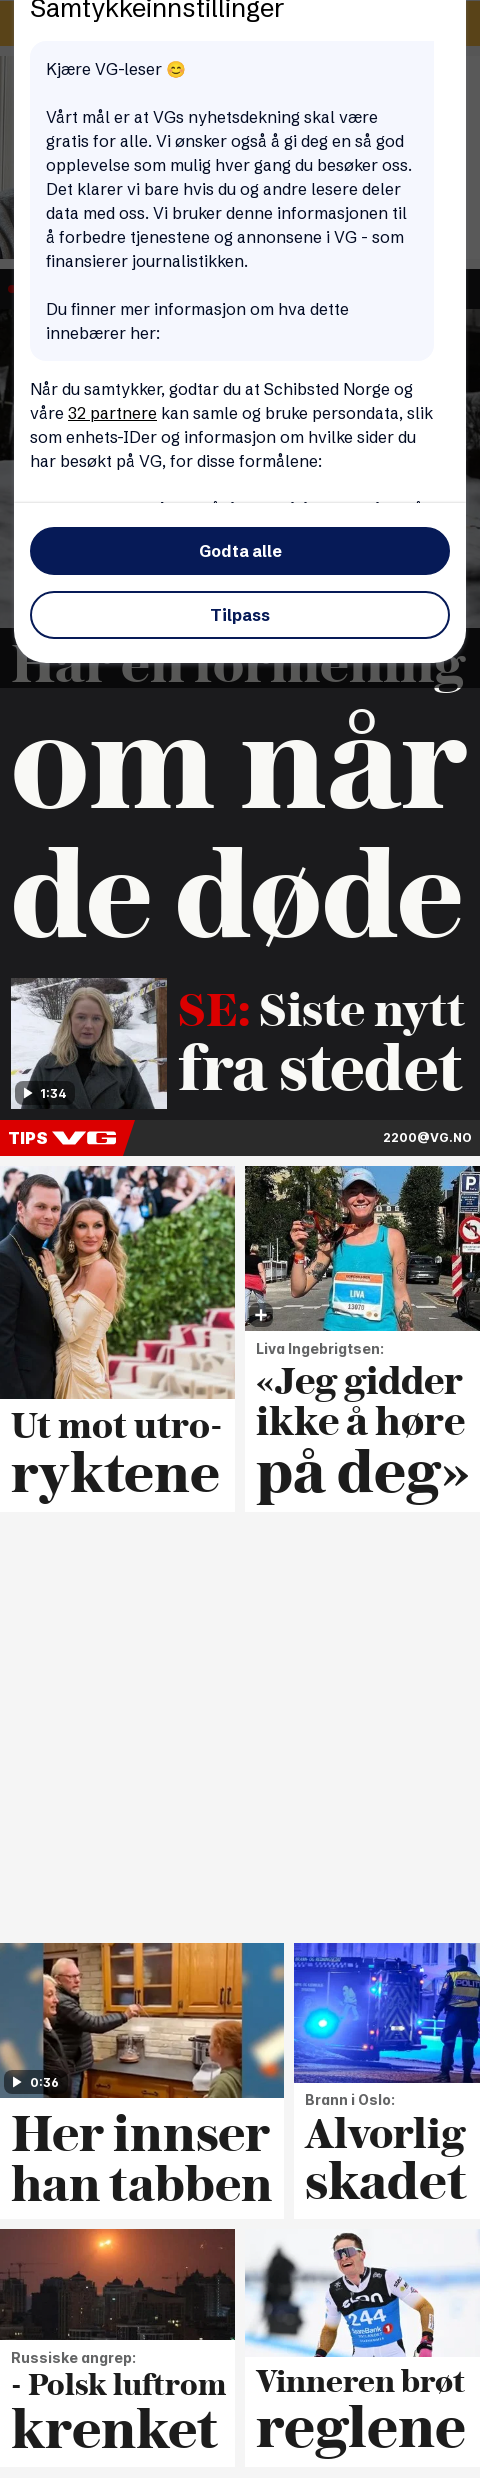 Samtykkeinnstillinger
Kjære VG-leser 😊
Vårt mål er at VGs nyhetsdekning skal være
gratis for alle. Vi ønsker også å gi deg en så god
opplevelse som mulig hver gang du besøker oss.
Det klarer vi bare hvis du og andre lesere deler
data med oss. Vi bruker denne informasjonen til
å forbedre tjenestene og annonsene i VG - som
finansierer journalistikken.
Du finner mer informasjon om hva dette
innebærer her:
Når du samtykker, godtar du at Schibsted Norge og
våre 32 partnere kan samle og bruke persondata, slik
som enhets-IDer og informasjon om hvilke sider du
har besøkt på VG, for disse formålene:
Godta alle
Tilpass
Har en formening
om når
de døde
SE: Siste nytt
fra stedet
1:34
TIPS VG
2200@VG.NO
Ut mot utro-
ryktene
LIVA
13870
Liva Ingebrigtsen:
«Jeg gidder
ikke å høre
på deg»
0:36
Her innser
han tabben
POLITI
Brann i Oslo:
Alvorlig
skadet
Russiske angrep:
- Polsk luftrom
krenket
244
Vinneren brøt
reglene